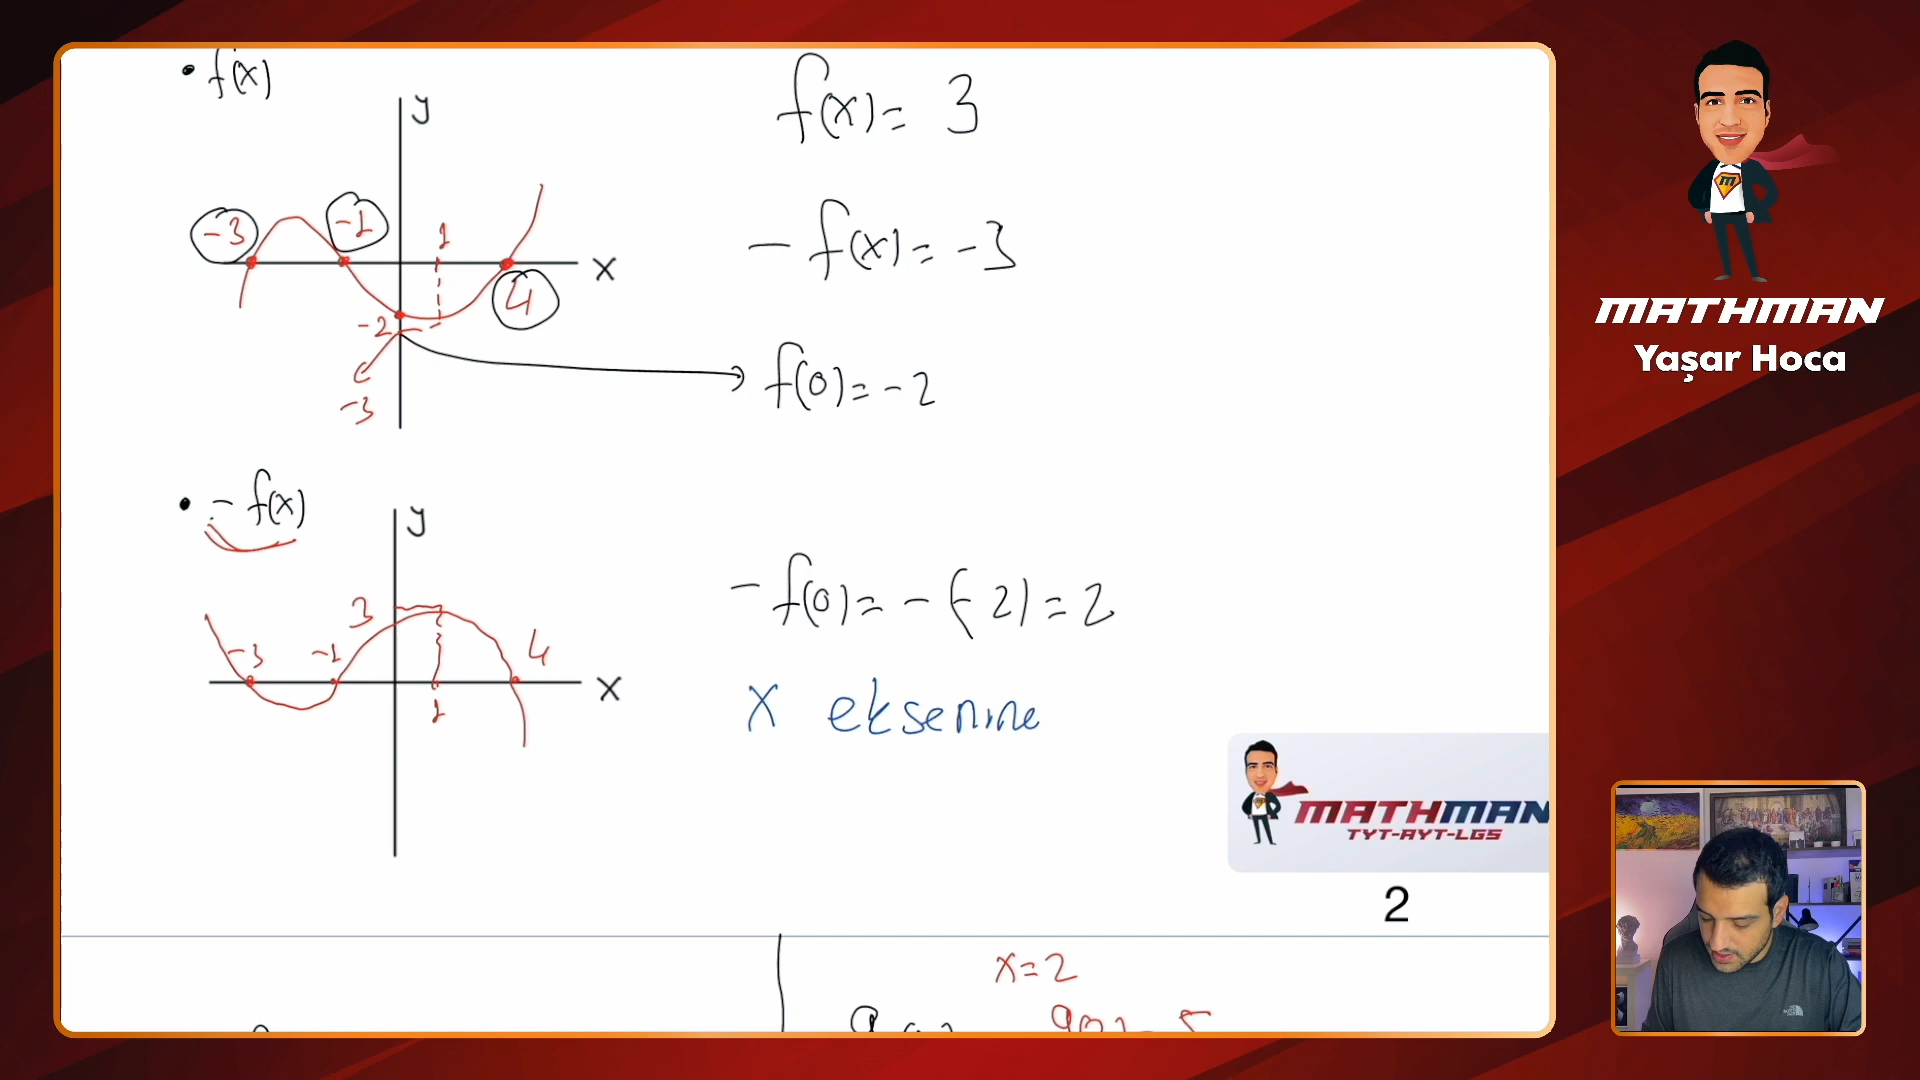 • f(x)
y
-3
-1
1
x
4
-2
-3
f(x) = 3
- f(x) = -3
f(0) = -2
• - f(x)
y
3
-3
-1
4
1
x
- f(0) = - (-2) = 2
x eksenine
MATHMAN
TYT-AYT-LGS
2
x=2
MATHMAN
Yaşar Hoca